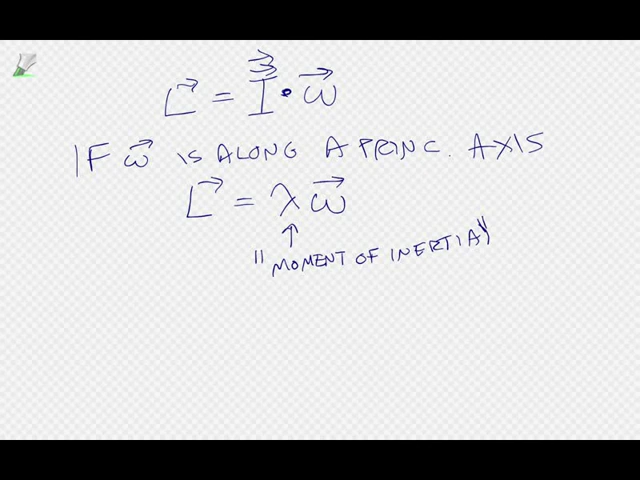 L⃗ = I⃗⃗ · ω⃗
IF ω⃗ IS ALONG A PRINC. AXIS
L⃗ = λ ω⃗
↑
"MOMENT OF INERTIA"